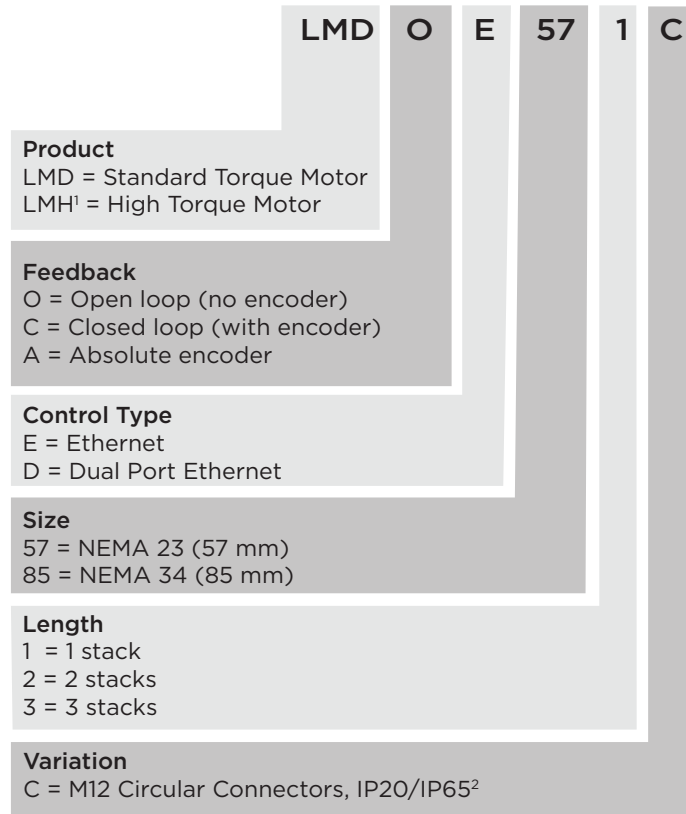 LMD O E 57 1 C
Product
LMD = Standard Torque Motor
LMH¹ = High Torque Motor
Feedback
O = Open loop (no encoder)
C = Closed loop (with encoder)
A = Absolute encoder
Control Type
E = Ethernet
D = Dual Port Ethernet
Size
57 = NEMA 23 (57 mm)
85 = NEMA 34 (85 mm)
Length
1 = 1 stack
2 = 2 stacks
3 = 3 stacks
Variation
C = M12 Circular Connectors, IP20/IP65²